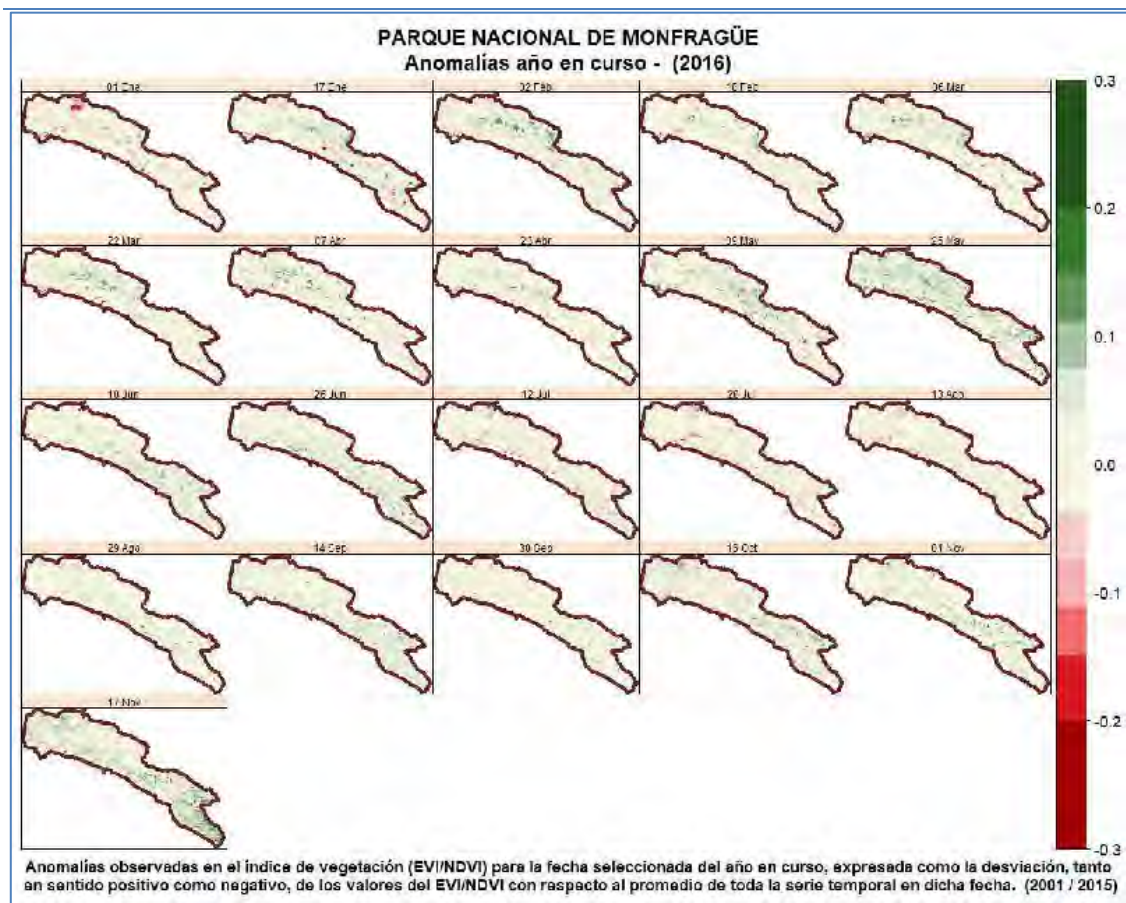 PARQUE NACIONAL DE MONFRAGÜE
Anomalías año en curso - (2016)
01 Ene 17 Ene 02 Feb 18 Feb 06 Mar
0.3
0.2
22 Mar 07 Abr 23 Abr 09 May 25 May
0.1
10 Jun 26 Jun 12 Jul 28 Jul 13 Ago
0.0
29 Ago 14 Sep 30 Sep 16 Oct 01 Nov
-0.1
17 Nov
-0.2
-0.3
Anomalías observadas en el índice de vegetación (EVI/NDVI) para la fecha seleccionada del año en curso, expresada como la desviación, tanto
en sentido positivo como negativo, de los valores del EVI/NDVI con respecto al promedio de toda la serie temporal en dicha fecha. (2001 / 2015)